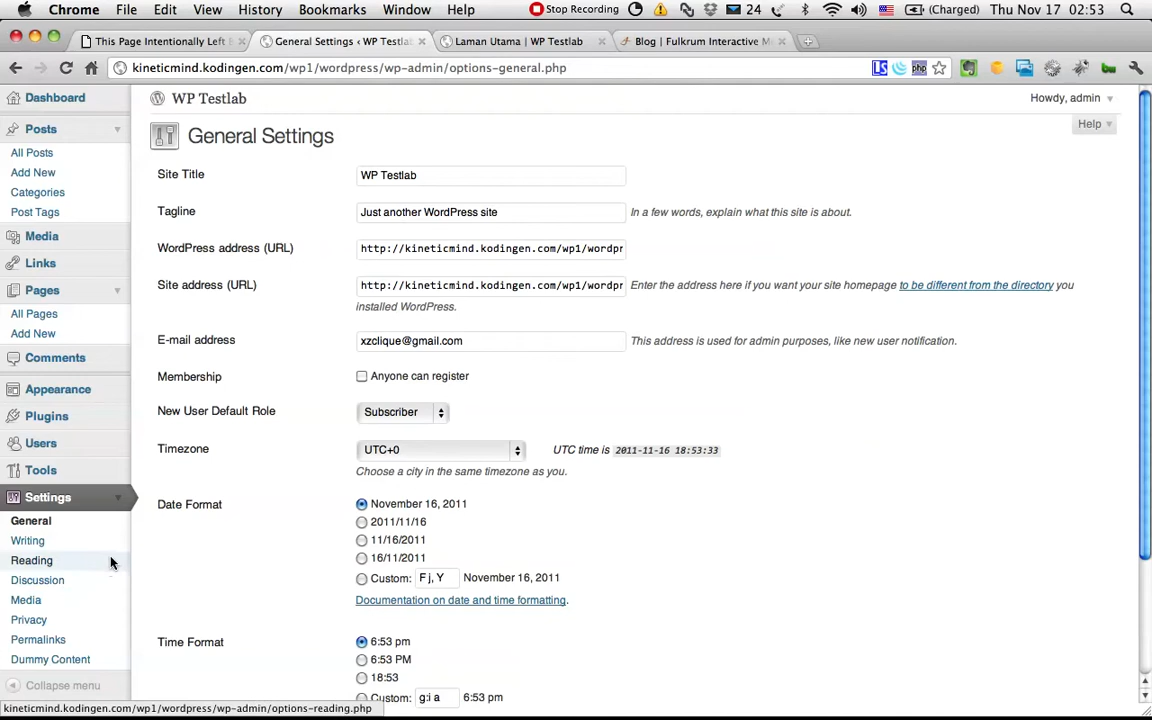 Chrome File Edit View History Bookmarks Window Help Stop Recording 24 (Charged) Thu Nov 17 02:53
This Page Intentionally Left General Settings ‹ WP Testlab Laman Utama | WP Testlab Blog | Fulkrum Interactive M
kineticmind.kodingen.com/wp1/wordpress/wp-admin/options-general.php
Dashboard
Posts
All Posts
Add New
Categories
Post Tags
Media
Links
Pages
All Pages
Add New
Comments
Appearance
Plugins
Users
Tools
Settings
General
Writing
Reading
Discussion
Media
Privacy
Permalinks
Dummy Content
Collapse menu
kineticmind.kodingen.com/wp1/wordpress/wp-admin/options-reading.php
WP Testlab
Howdy, admin
Help
General Settings
Site Title WP Testlab
Tagline Just another WordPress site In a few words, explain what this site is about.
WordPress address (URL) http://kineticmind.kodingen.com/wp1/wordpr
Site address (URL) http://kineticmind.kodingen.com/wp1/wordpr Enter the address here if you want your site homepage to be different from the directory you
installed WordPress.
E-mail address xzclique@gmail.com This address is used for admin purposes, like new user notification.
Membership Anyone can register
New User Default Role Subscriber
Timezone UTC+0 UTC time is 2011-11-16 18:53:33
Choose a city in the same timezone as you.
Date Format November 16, 2011
2011/11/16
11/16/2011
16/11/2011
Custom: F j, Y November 16, 2011
Documentation on date and time formatting.
Time Format 6:53 pm
6:53 PM
18:53
Custom: g:i a 6:53 pm